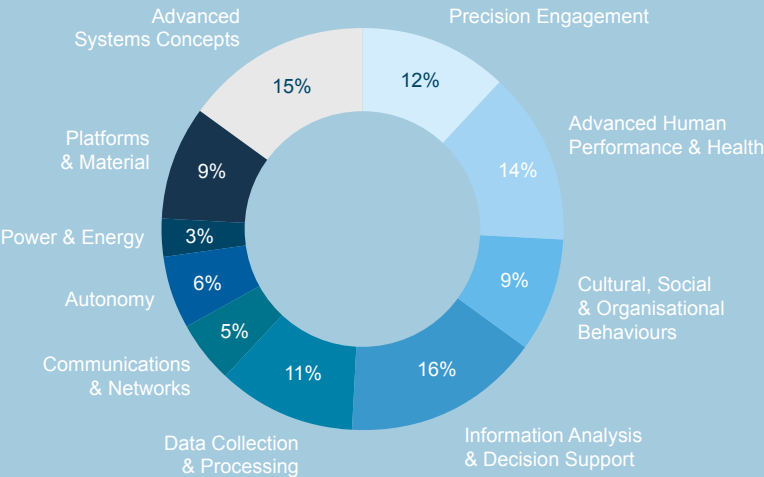 Advanced
Systems Concepts
15%
Precision Engagement
12%
Advanced Human
Performance & Health
14%
Cultural, Social
& Organisational
Behaviours
9%
Information Analysis
& Decision Support
16%
Data Collection
& Processing
11%
Communications
& Networks
5%
Autonomy
6%
Power & Energy
3%
Platforms
& Material
9%